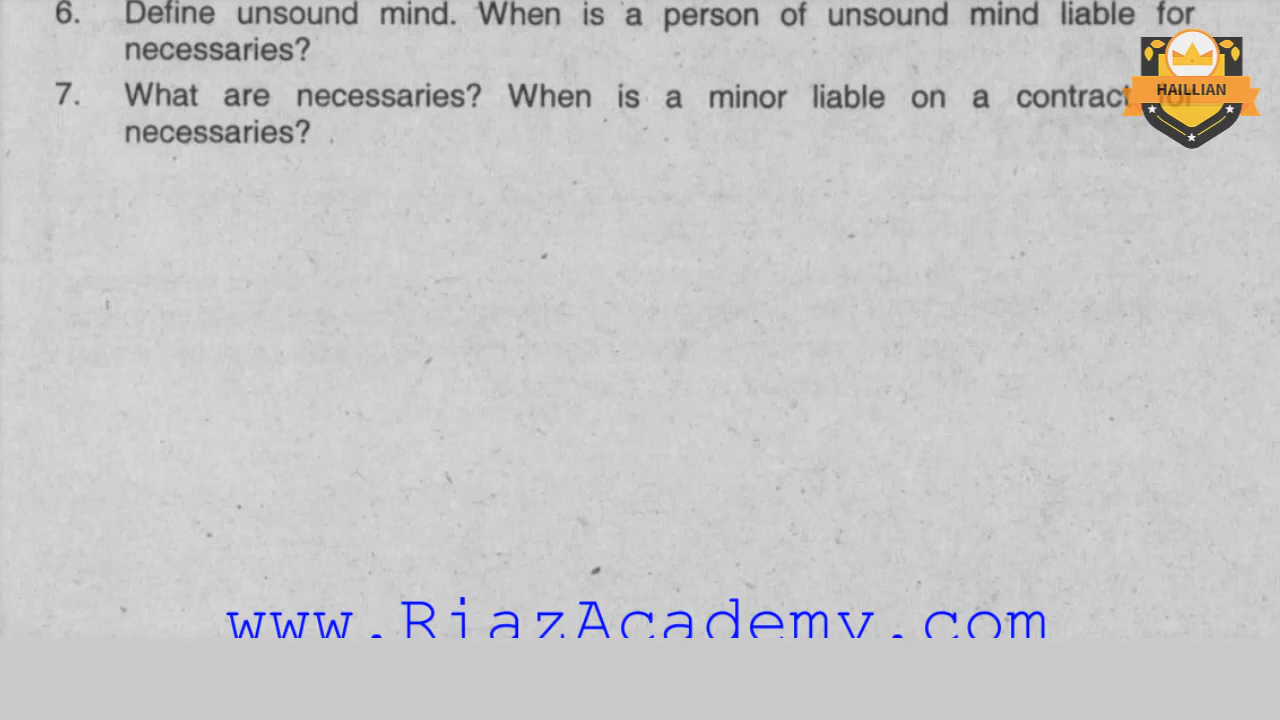 6. Define unsound mind. When is a person of unsound mind liable for
necessaries?
7. What are necessaries? When is a minor liable on a contract for
necessaries?
HAILLIAN
www.RiazAcademy.com